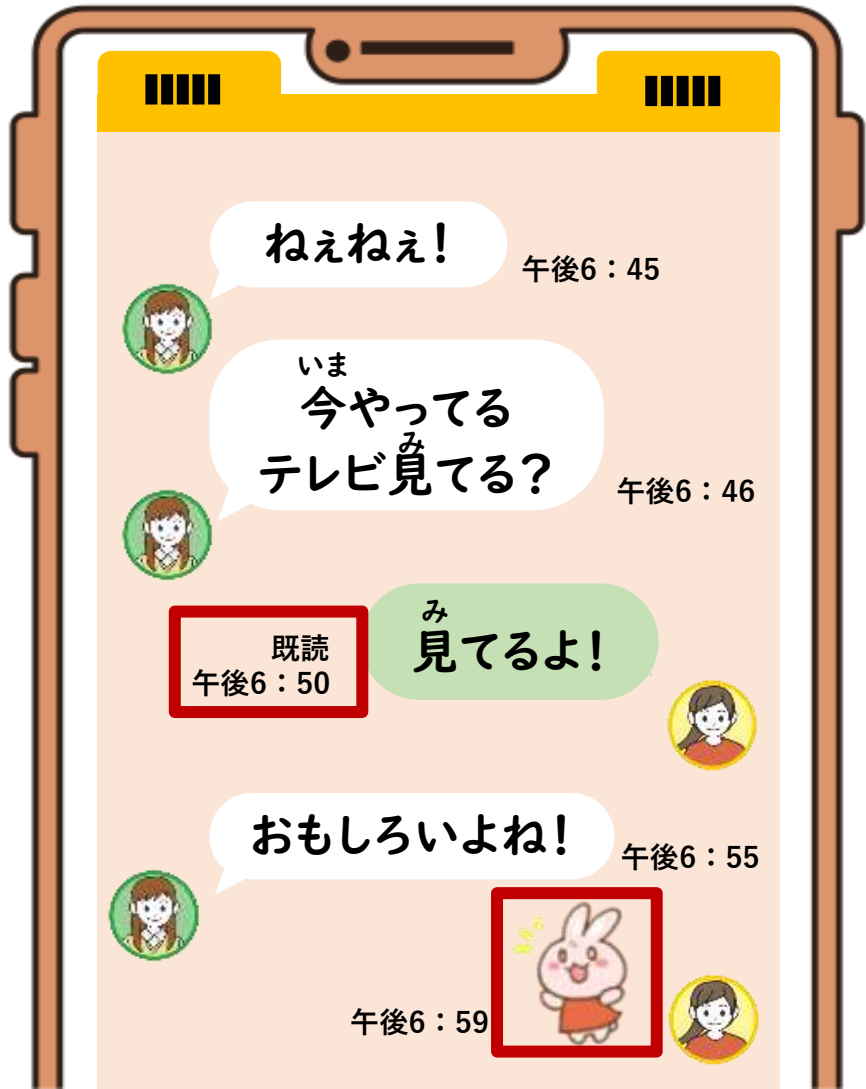 ねぇねぇ!
午後6:45
いま
今やってる
み
テレビ見てる?
午後6:46
み
見てるよ!
既読
午後6:50
おもしろいよね!
午後6:55
午後6:59